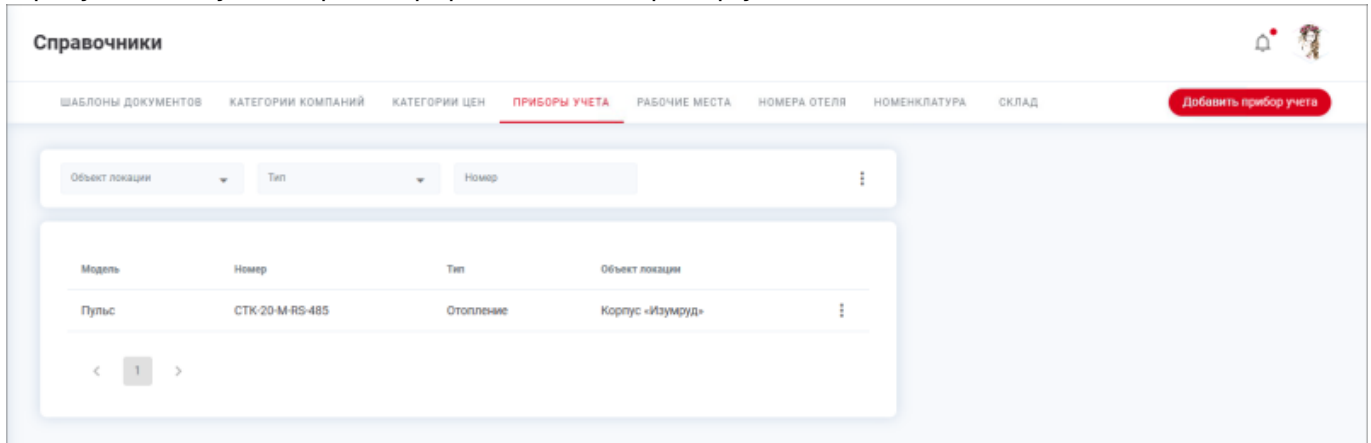 Справочники
ШАБЛОНЫ ДОКУМЕНТОВ КАТЕГОРИИ КОМПАНИЙ КАТЕГОРИИ ЦЕН ПРИБОРЫ УЧЕТА РАБОЧИЕ МЕСТА НОМЕРА ОТЕЛЯ НОМЕНКЛАТУРА СКЛАД Добавить прибор учета
Объект локации Тип Номер
Модель Номер Тип Объект локации
Пульс СТК-20-M-RS-485 Отопление Корпус «Изумруд»
< 1 >